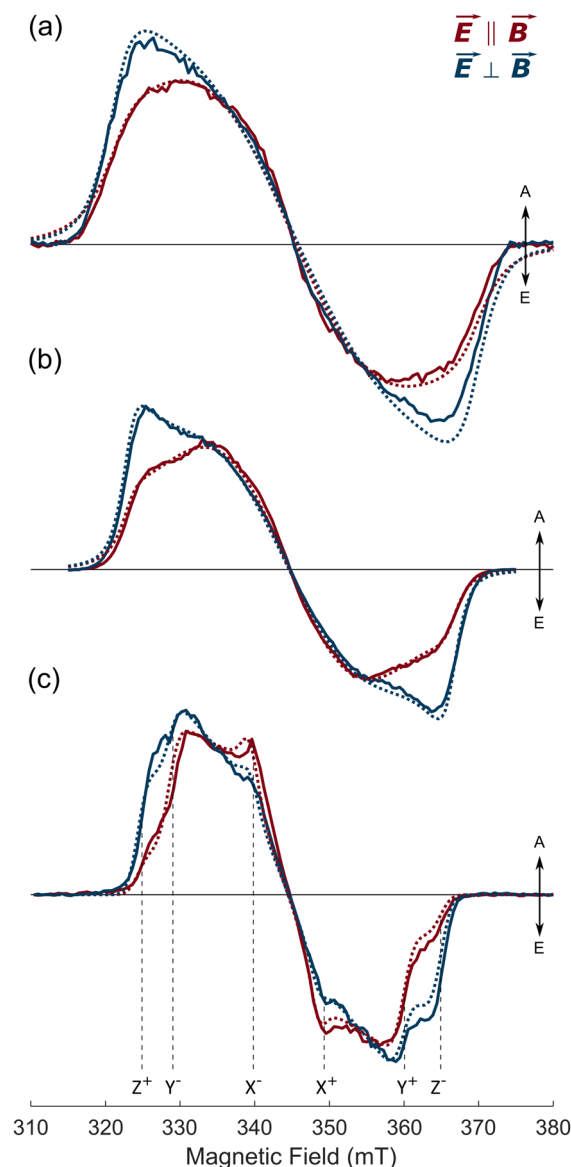 (a)
E ∥ B
E ⊥ B
A
E
(b)
A
E
(c)
A
E
Z⁺ Y⁻ X⁻ X⁺ Y⁺ Z⁻
310 320 330 340 350 360 370 380
Magnetic Field (mT)